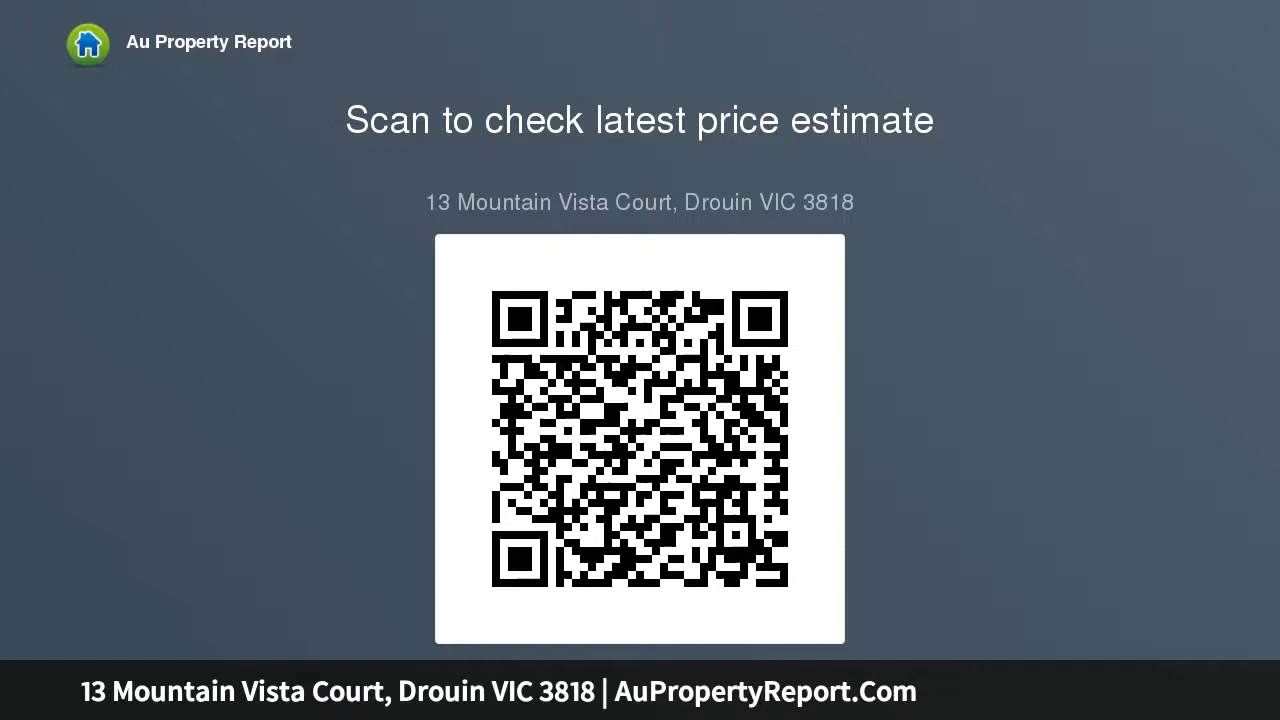 Au Property Report
Scan to check latest price estimate
13 Mountain Vista Court, Drouin VIC 3818
13 Mountain Vista Court, Drouin VIC 3818 | AuPropertyReport.Com